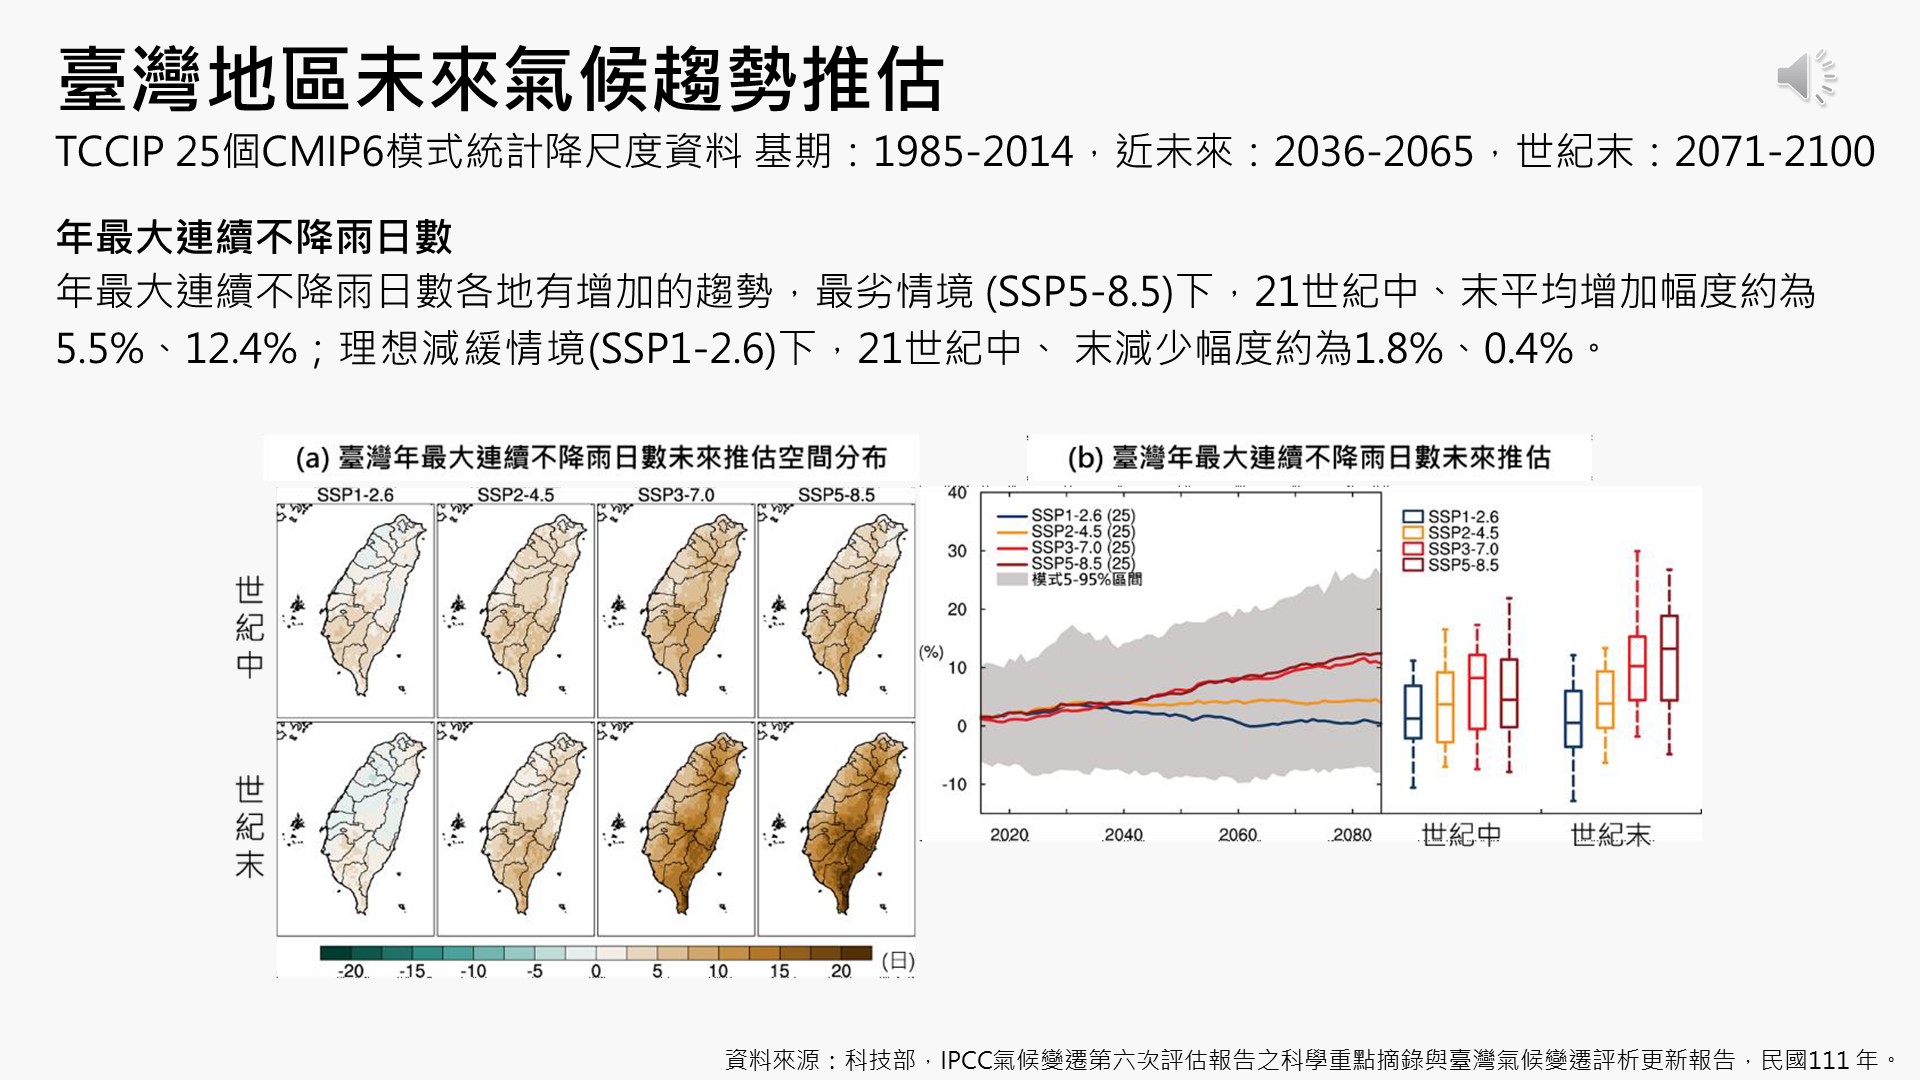 臺灣地區未來氣候趨勢推估
TCCIP 25個CMIP6模式統計降尺度資料 基期：1985-2014，近未來：2036-2065，世紀末：2071-2100
年最大連續不降雨日數
年最大連續不降雨日數各地有增加的趨勢，最劣情境 (SSP5-8.5)下，21世紀中、末平均增加幅度約為
5.5%、12.4%；理想減緩情境(SSP1-2.6)下，21世紀中、 末減少幅度約為1.8%、0.4%。
(a) 臺灣年最大連續不降雨日數未來推估空間分布
SSP1-2.6 SSP2-4.5 SSP3-7.0 SSP5-8.5
世紀中
世紀末
-20 -15 -10 -5 0 5 10 15 20 (日)
(b) 臺灣年最大連續不降雨日數未來推估
40
30
20
10
0
-10
(%)
SSP1-2.6 (25)
SSP2-4.5 (25)
SSP3-7.0 (25)
SSP5-8.5 (25)
模式5-95%區間
SSP1-2.6
SSP2-4.5
SSP3-7.0
SSP5-8.5
2020 2040 2060 2080 世紀中 世紀末
資料來源：科技部，IPCC氣候變遷第六次評估報告之科學重點摘錄與臺灣氣候變遷評析更新報告，民國111 年。